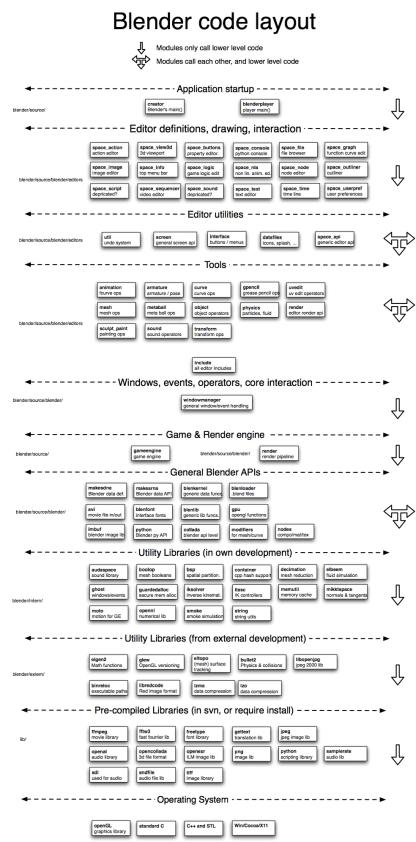 Blender code layout
Modules only call lower level code
Modules call each other, and lower level code
Application startup
blender/source/
creator
Blender's main()
blenderplayer
player main()
Editor definitions, drawing, interaction
space_action
action editor
space_view3d
3d viewport
space_buttons
property editor
space_console
python console
space_file
file browser
space_graph
function curve edit
blender/source/blender/editors
space_image
image editor
space_info
top menu bar
space_logic
game logic edit
space_nla
non lin. anim. ed.
space_node
node editor
space_outliner
outliner
space_script
depricated?
space_sequencer
video editor
space_sound
depricated?
space_text
text editor
space_time
time line
space_userpref
user preferences
Editor utilities
blender/source/blender/editors
util
undo system
screen
general screen api
interface
buttons / menus
datafiles
icons, splash, ...
space_api
generic editor api
Tools
animation
fcurve ops
armature
armature / pose
curve
curve ops
gpencil
grease pencil ops
uvedit
uv edit operators
blender/source/blender/editors
mesh
mesh ops
metaball
meta ball ops
object
object operators
physics
particles, fluid
render
editor render api
sculpt_paint
painting ops
sound
sound operators
transform
transform ops
include
all editor includes
Windows, events, operators, core interaction
blender/source/blender/
windowmanager
general window/event handling
Game & Render engine
blender/source/
gameengine
game engine
blender/source/blender/
render
render pipeline
General Blender APIs
makesdna
Blender data def.
makesrna
Blender data API
blenkernel
generic data funcs.
blenloader
.blend files
blender/source/blender/
avi
movie file in/out
blenfont
interface fonts
blenlib
generic lib funcs.
gpu
opengl functions
imbuf
blender image lib
python
Blender py API
collada
blender api level
modifiers
for mesh/curve
nodes
compo/mat/tex
Utility Libraries (in own development)
audaspace
sound library
boolop
mesh booleans
bsp
spatial partition.
container
cpp hash support
decimation
mesh reduction
elbeem
fluid simulation
blender/intern/
ghost
windows/events
guardedalloc
secure mem alloc
iksolver
inverse kinemat.
itasc
IK controllers
memutil
memory cache
mikktspace
normals & tangents
moto
motion for GE
opennl
numerical lib
smoke
smoke simulation
string
string utils
Utility Libraries (from external development)
eigen2
Math functions
glew
OpenGL versioning
eltopo
(mesh) surface
tracking
bullet2
Physics & collisions
libopenjpg
jpeg 2000 lib
blender/extern/
binreloc
executable paths
libredcode
Red image format
lzma
data compression
lzo
data compression
Pre-compiled Libraries (in svn, or require install)
lib/
ffmpeg
movie library
fftw3
fast fourrier lib
freetype
font library
gettext
translation lib
jpeg
jpeg image lib
openal
audio library
opencollada
3d file format
openexr
ILM image lib
png
image lib
python
scripting library
samplerate
audio lib
sdl
used for audio
sndfile
audio file lib
tiff
image library
Operating System
openGL
graphics library
standard C
C++ and STL
Win/Cocoa/X11